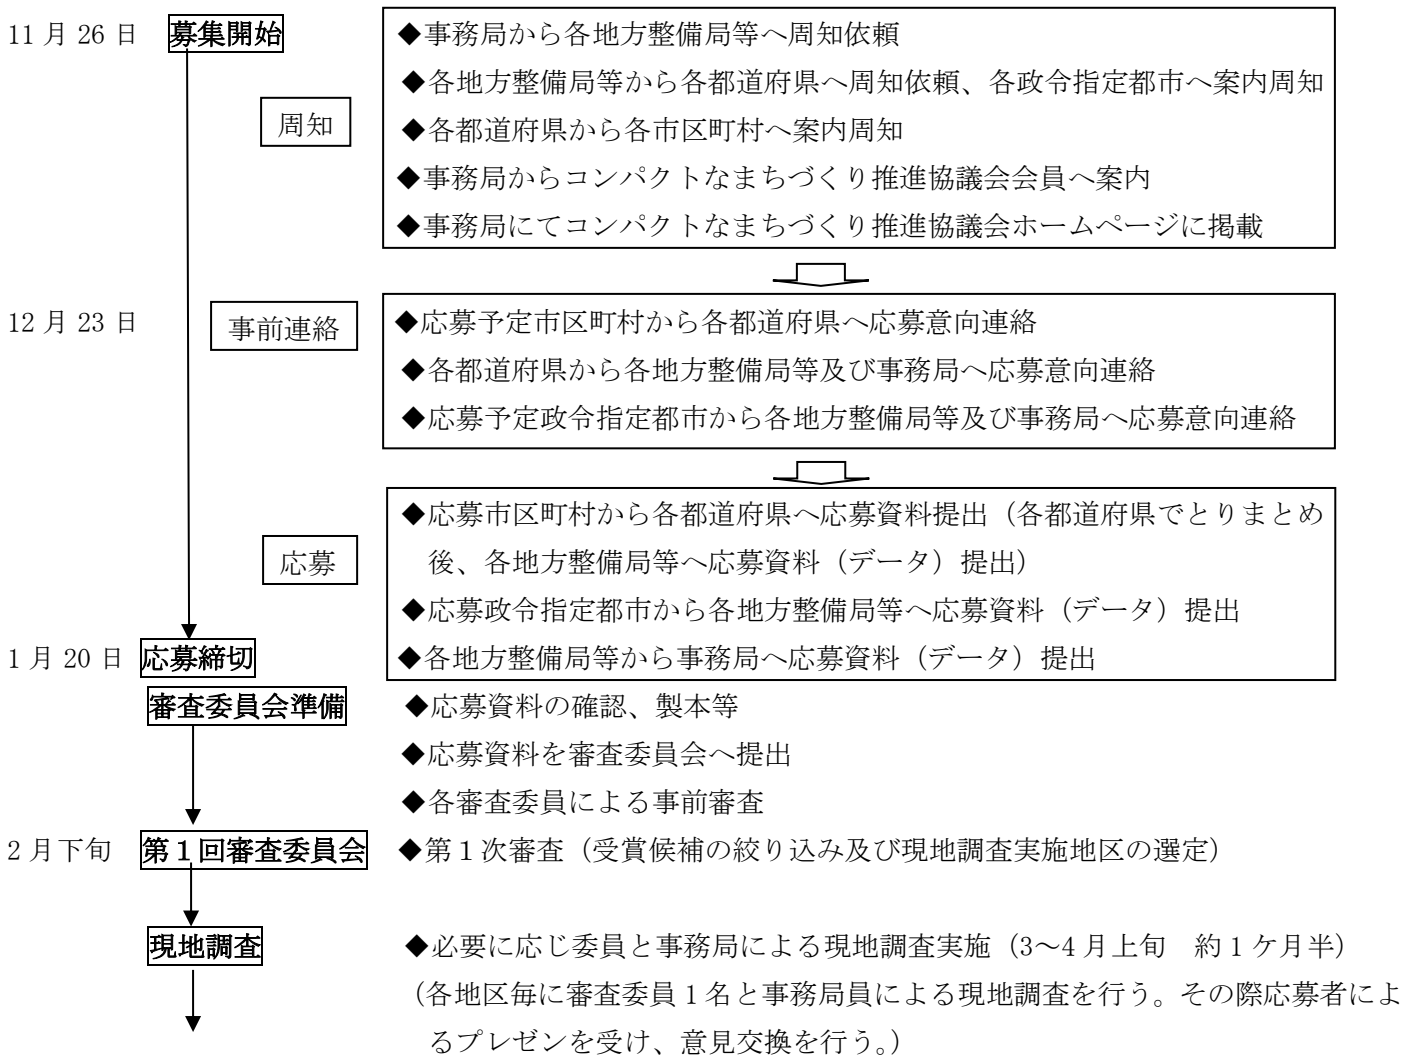 11 月 26 日 募集開始
◆事務局から各地方整備局等へ周知依頼
◆各地方整備局等から各都道府県へ周知依頼、各政令指定都市へ案内周知
周知
◆各都道府県から各市区町村へ案内周知
◆事務局からコンパクトなまちづくり推進協議会会員へ案内
◆事務局にてコンパクトなまちづくり推進協議会ホームページに掲載
12 月 23 日 事前連絡
◆応募予定市区町村から各都道府県へ応募意向連絡
◆各都道府県から各地方整備局等及び事務局へ応募意向連絡
◆応募予定政令指定都市から各地方整備局等及び事務局へ応募意向連絡
応募
◆応募市区町村から各都道府県へ応募資料提出（各都道府県でとりまとめ
後、各地方整備局等へ応募資料（データ）提出）
◆応募政令指定都市から各地方整備局等へ応募資料（データ）提出
1 月 20 日 応募締切
◆各地方整備局等から事務局へ応募資料（データ）提出
審査委員会準備
◆応募資料の確認、製本等
◆応募資料を審査委員会へ提出
◆各審査委員による事前審査
2 月下旬 第１回審査委員会
◆第１次審査（受賞候補の絞り込み及び現地調査実施地区の選定）
現地調査
◆必要に応じ委員と事務局による現地調査実施（3～4 月上旬　約 1 ケ月半）
（各地区毎に審査委員 1 名と事務局員による現地調査を行う。その際応募者によ
るプレゼンを受け、意見交換を行う。）